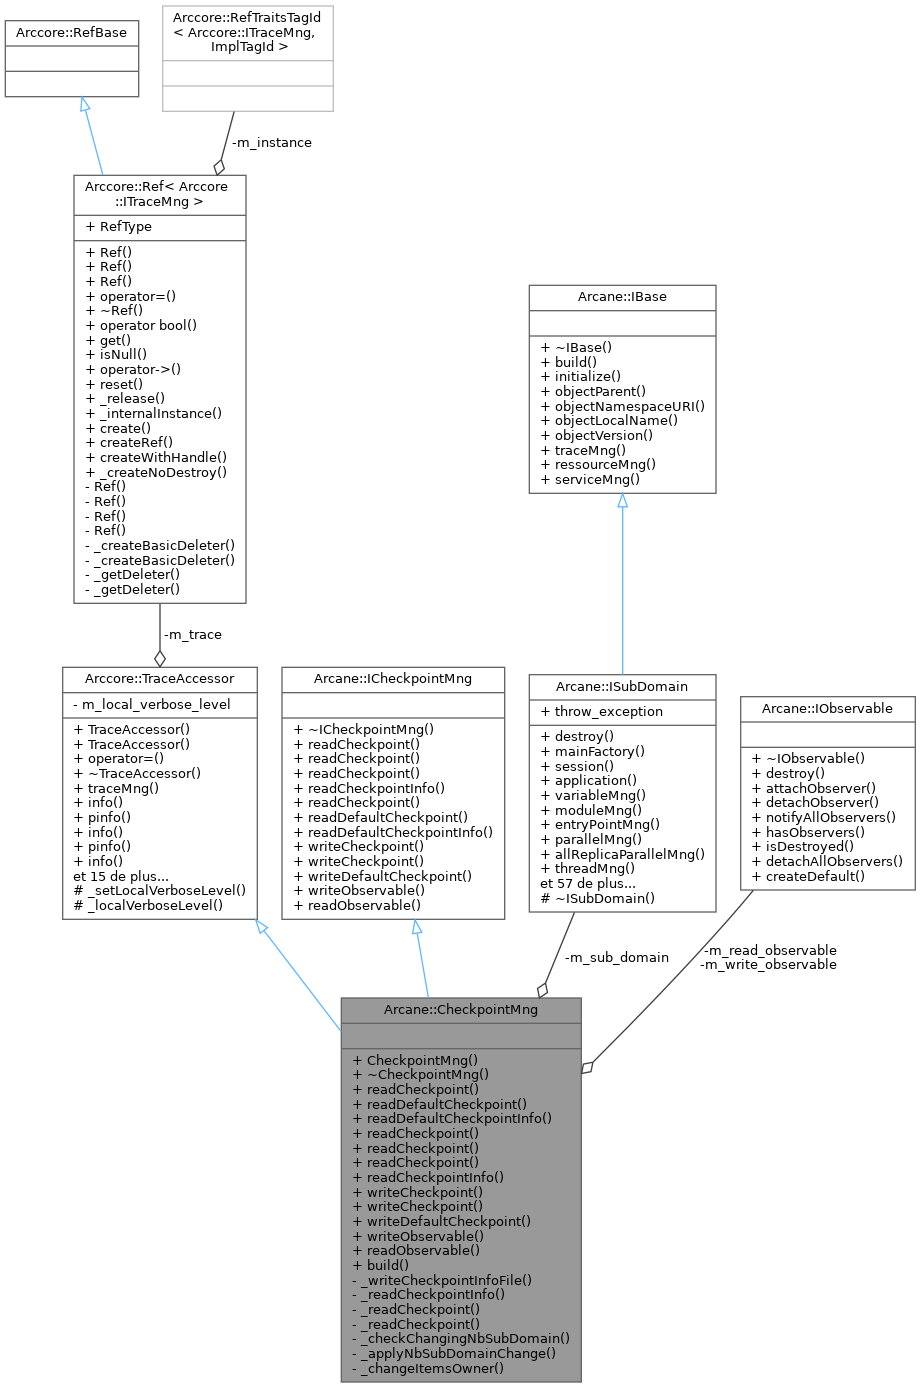 Arccore::RefBase
Arccore::RefTraitsTagId
< Arccore::ITraceMng,
ImplTagId >
-m_instance
Arccore::Ref< Arccore
::ITraceMng >
+ RefType
+ Ref()
+ Ref()
+ Ref()
+ operator=()
+ ~Ref()
+ operator bool()
+ get()
+ isNull()
+ operator->()
+ reset()
+ _release()
+ _internalInstance()
+ create()
+ createRef()
+ createWithHandle()
+ _createNoDestroy()
- Ref()
- Ref()
- Ref()
- Ref()
- _createBasicDeleter()
- _createBasicDeleter()
- _getDeleter()
- _getDeleter()
Arcane::IBase
+ ~IBase()
+ build()
+ initialize()
+ objectParent()
+ objectNamespaceURI()
+ objectLocalName()
+ objectVersion()
+ traceMng()
+ ressourceMng()
+ serviceMng()
-m_trace
Arccore::TraceAccessor
- m_local_verbose_level
+ TraceAccessor()
+ TraceAccessor()
+ operator=()
+ ~TraceAccessor()
+ traceMng()
+ info()
+ pinfo()
+ info()
+ pinfo()
+ info()
et 15 de plus...
# _setLocalVerboseLevel()
# _localVerboseLevel()
Arcane::ICheckpointMng
+ ~ICheckpointMng()
+ readCheckpoint()
+ readCheckpoint()
+ readCheckpoint()
+ readCheckpointInfo()
+ readCheckpoint()
+ readDefaultCheckpoint()
+ readDefaultCheckpointInfo()
+ writeCheckpoint()
+ writeCheckpoint()
+ writeDefaultCheckpoint()
+ writeObservable()
+ readObservable()
Arcane::ISubDomain
+ throw_exception
+ destroy()
+ mainFactory()
+ session()
+ application()
+ variableMng()
+ moduleMng()
+ entryPointMng()
+ parallelMng()
+ allReplicaParallelMng()
+ threadMng()
et 57 de plus...
# ~ISubDomain()
Arcane::IObservable
+ ~IObservable()
+ destroy()
+ attachObserver()
+ detachObserver()
+ notifyAllObservers()
+ hasObservers()
+ isDestroyed()
+ detachAllObservers()
+ createDefault()
-m_sub_domain
-m_read_observable
-m_write_observable
Arcane::CheckpointMng
+ CheckpointMng()
+ ~CheckpointMng()
+ readCheckpoint()
+ readDefaultCheckpoint()
+ readDefaultCheckpointInfo()
+ readCheckpoint()
+ readCheckpoint()
+ readCheckpoint()
+ readCheckpointInfo()
+ writeCheckpoint()
+ writeCheckpoint()
+ writeDefaultCheckpoint()
+ writeObservable()
+ readObservable()
+ build()
- _writeCheckpointInfoFile()
- _readCheckpointInfo()
- _readCheckpoint()
- _readCheckpoint()
- _checkChangingNbSubDomain()
- _applyNbSubDomainChange()
- _changeItemsOwner()